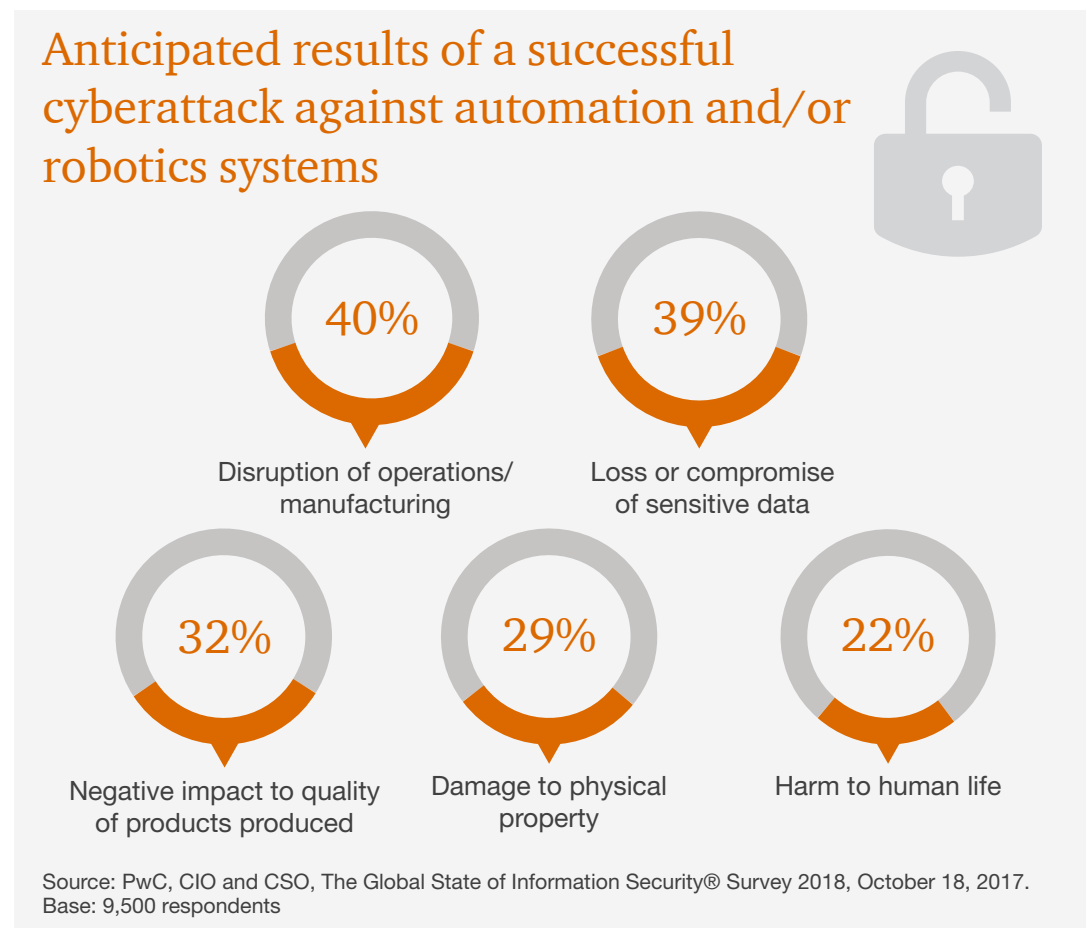 Anticipated results of a successful
cyberattack against automation and/or
robotics systems
40%
39%
Disruption of operations/
manufacturing
Loss or compromise
of sensitive data
32%
29%
22%
Negative impact to quality
of products produced
Damage to physical
property
Harm to human life
Source: PwC, CIO and CSO, The Global State of Information Security® Survey 2018, October 18, 2017.
Base: 9,500 respondents